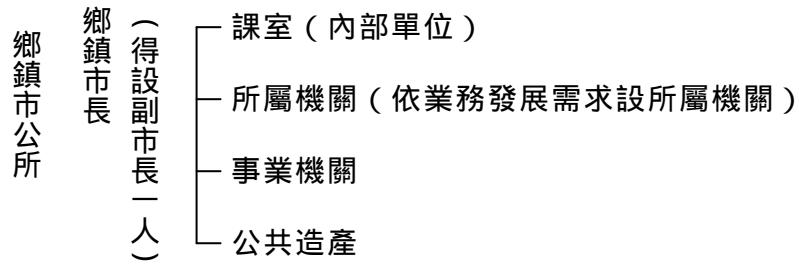 鄉鎮市公所
鄉鎮市長
（得設副市長一人）
課室（內部單位）
所屬機關（依業務發展需求設所屬機關）
事業機關
公共造產